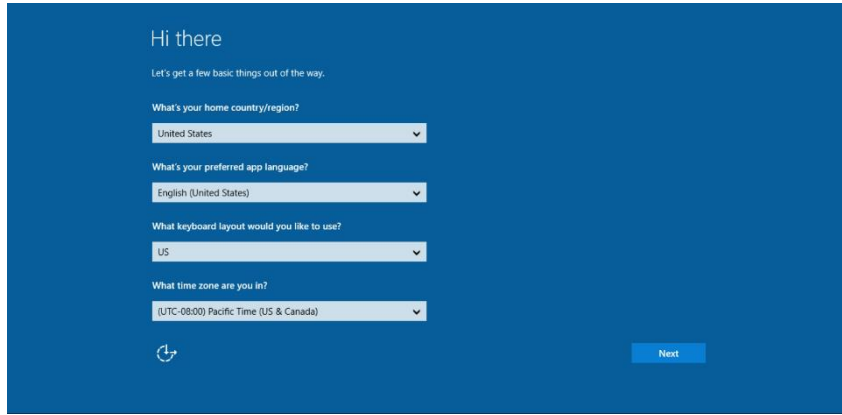 Hi there
Let's get a few basic things out of the way.
What's your home country/region?
United States
What's your preferred app language?
English (United States)
What keyboard layout would you like to use?
US
What time zone are you in?
(UTC-08:00) Pacific Time (US & Canada)
Next